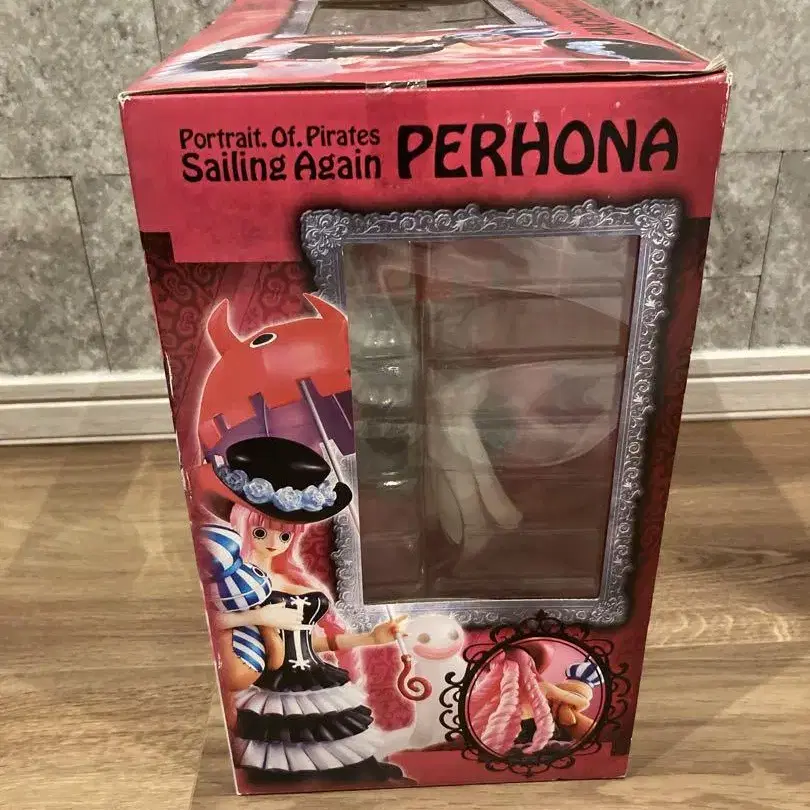 Portrait. Of. Pirates
Sailing Again PERHONA